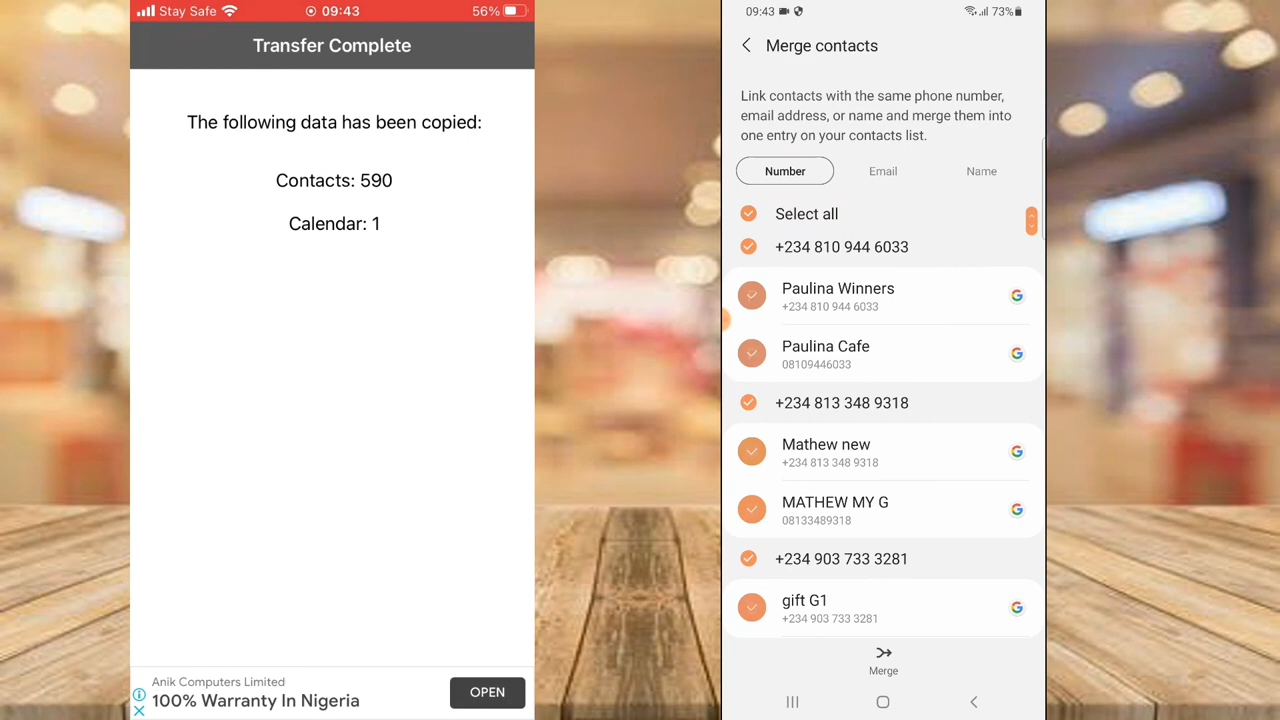 Stay Safe 09:43 56%
Transfer Complete
The following data has been copied:
Contacts: 590
Calendar: 1
Anik Computers Limited
100% Warranty In Nigeria
OPEN
09:43 73%
Merge contacts
Link contacts with the same phone number,
email address, or name and merge them into
one entry on your contacts list.
Number Email Name
Select all
+234 810 944 6033
Paulina Winners
+234 810 944 6033
Paulina Cafe
08109446033
+234 813 348 9318
Mathew new
+234 813 348 9318
MATHEW MY G
08133489318
+234 903 733 3281
gift G1
+234 903 733 3281
Merge